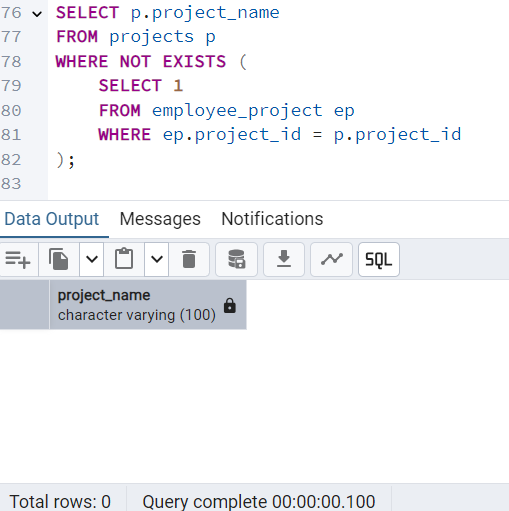 76 SELECT p.project_name
77 FROM projects p
78 WHERE NOT EXISTS (
79 SELECT 1
80 FROM employee_project ep
81 WHERE ep.project_id = p.project_id
82 );
83
Data Output Messages Notifications
SQL
project_name
character varying (100)
Total rows: 0 Query complete 00:00:00.100